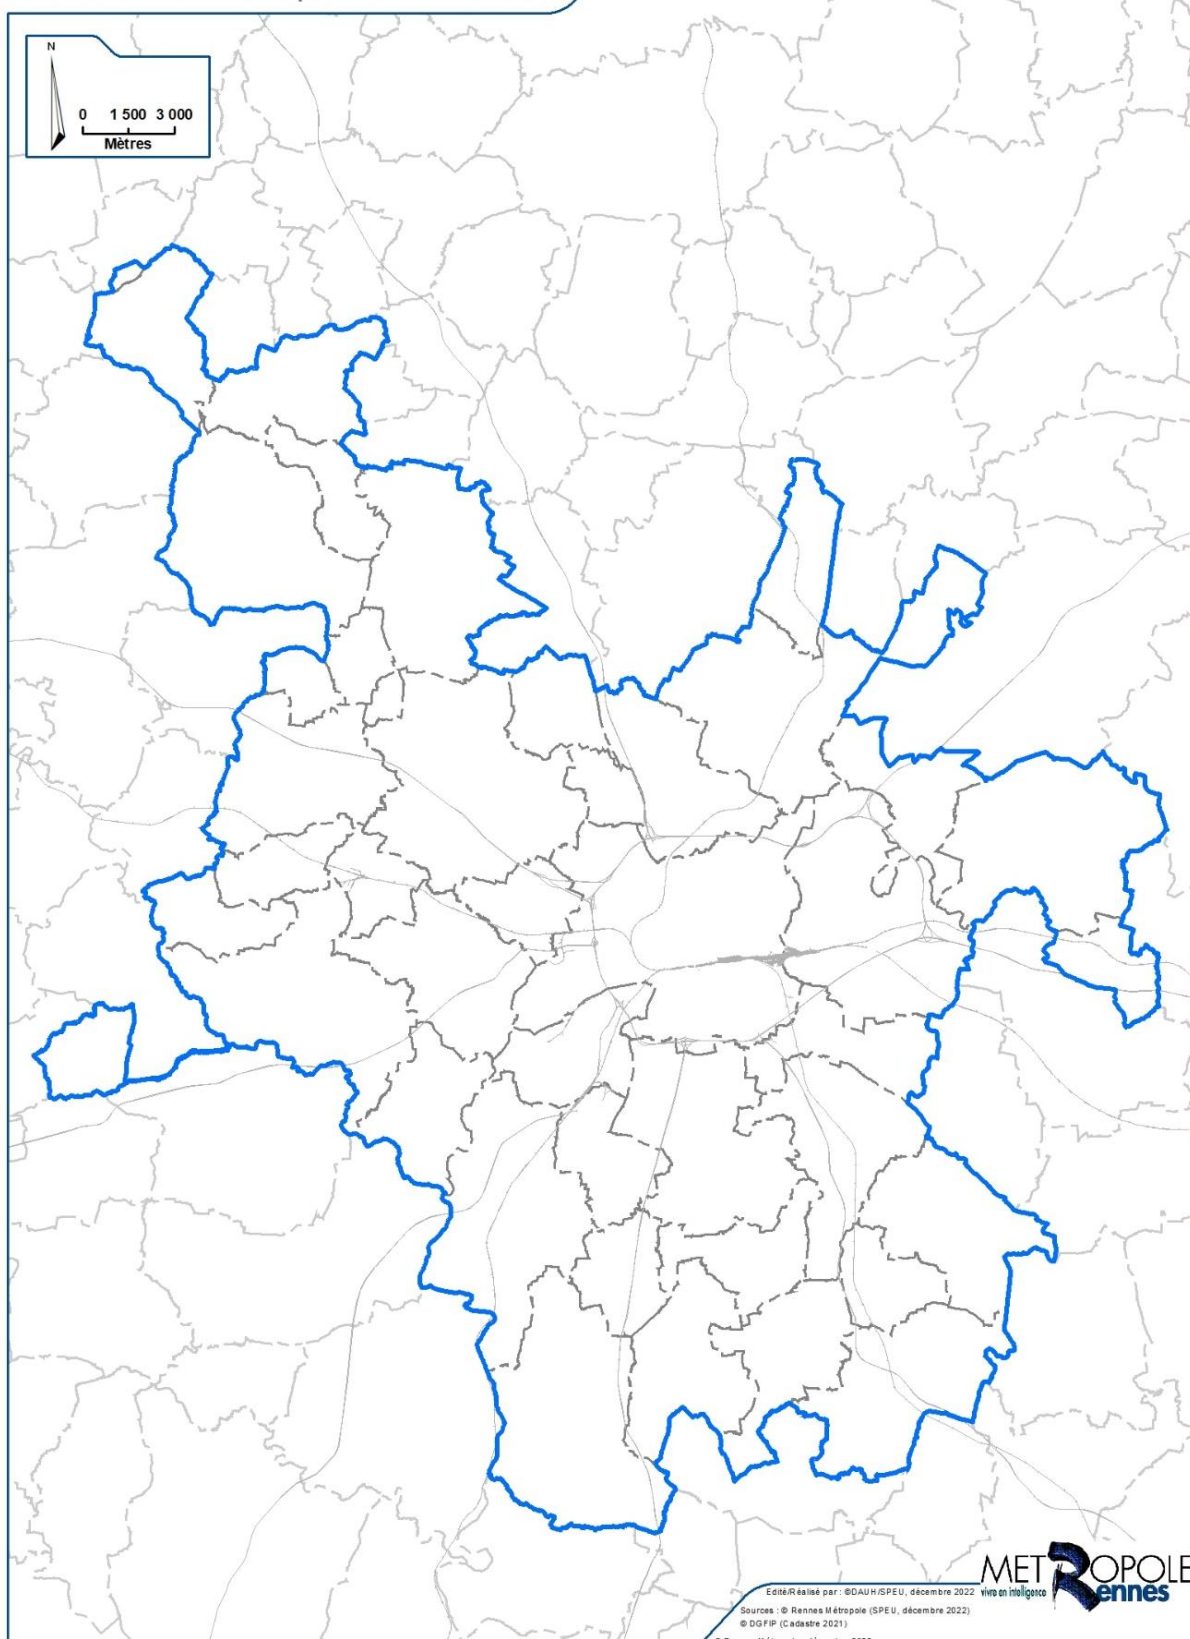 N
0 1 500 3 000
Mètres
METROPOLE
vivre en intelligence Rennes
Edité/Réalisé par : ©DAUH/SPEU, décembre 2022
Sources : © Rennes Métropole (SPEU, décembre 2022)
© DGFIP (Cadastre 2021)